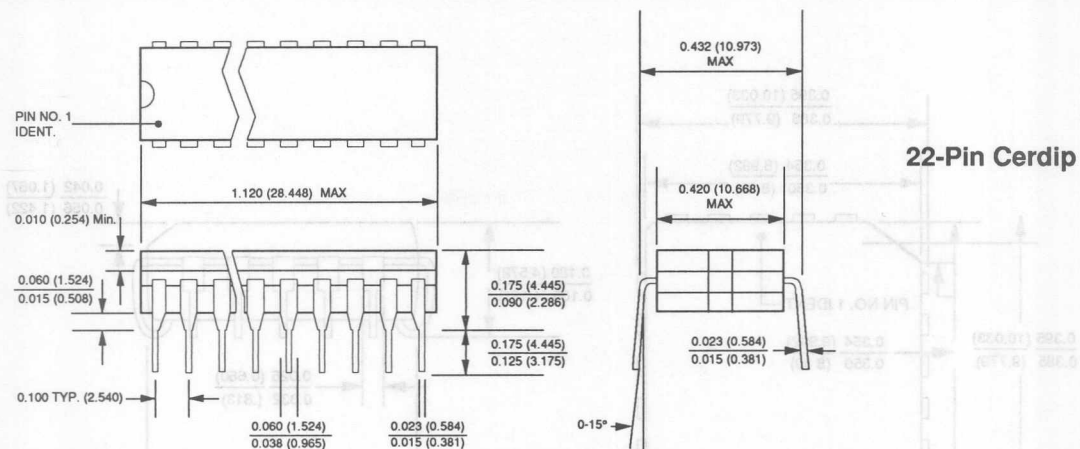 0.432 (10.973)
MAX
PIN NO. 1
IDENT.
22-Pin Cerdip
1.120 (28.448) MAX
0.420 (10.668)
MAX
0.010 (0.254) Min.
0.060 (1.524)
0.015 (0.508)
0.175 (4.445)
0.090 (2.286)
0.175 (4.445)
0.125 (3.175)
0.023 (0.584)
0.015 (0.381)
0.100 TYP. (2.540)
0.060 (1.524)
0.038 (0.965)
0.023 (0.584)
0.015 (0.381)
0-15°